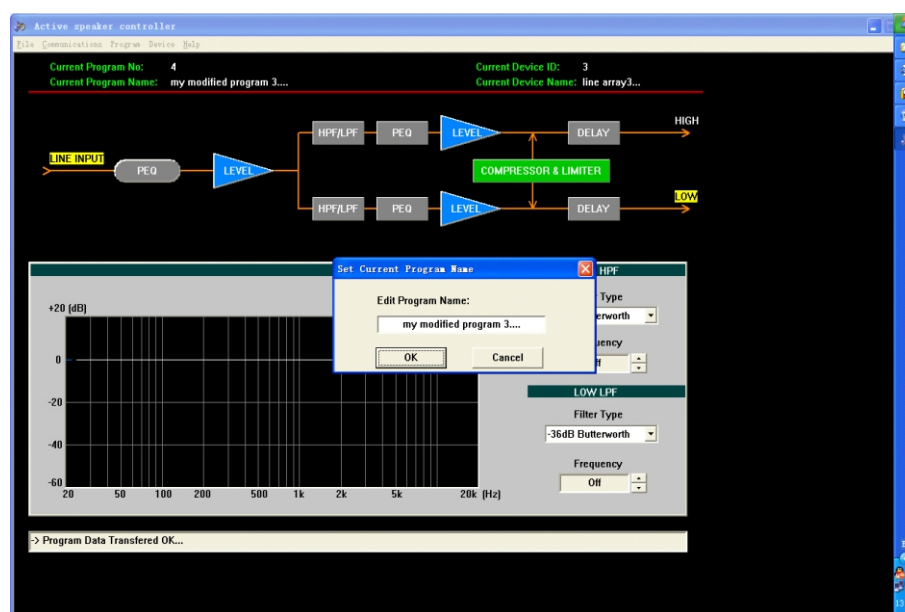 Active speaker controller
File Communications Program Device Help
Current Program No: 4
Current Device ID: 3
Current Program Name: my modified program 3....
Current Device Name: line array3...
HIGH
HPF/LPF PEQ LEVEL DELAY
LINE INPUT
PEQ LEVEL
COMPRESSOR & LIMITER
LOW
HPF/LPF PEQ LEVEL DELAY
Set Current Program Name
HPF
Edit Program Name:
Type
my modified program 3....
erworth
OK Cancel
+20 (dB)
0
-20
-40
-60
20 50 100 200 500 1k 2k 5k 20k (Hz)
LOW LPF
Filter Type
-36dB Butterworth
Frequency
Off
-> Program Data Transfered OK...